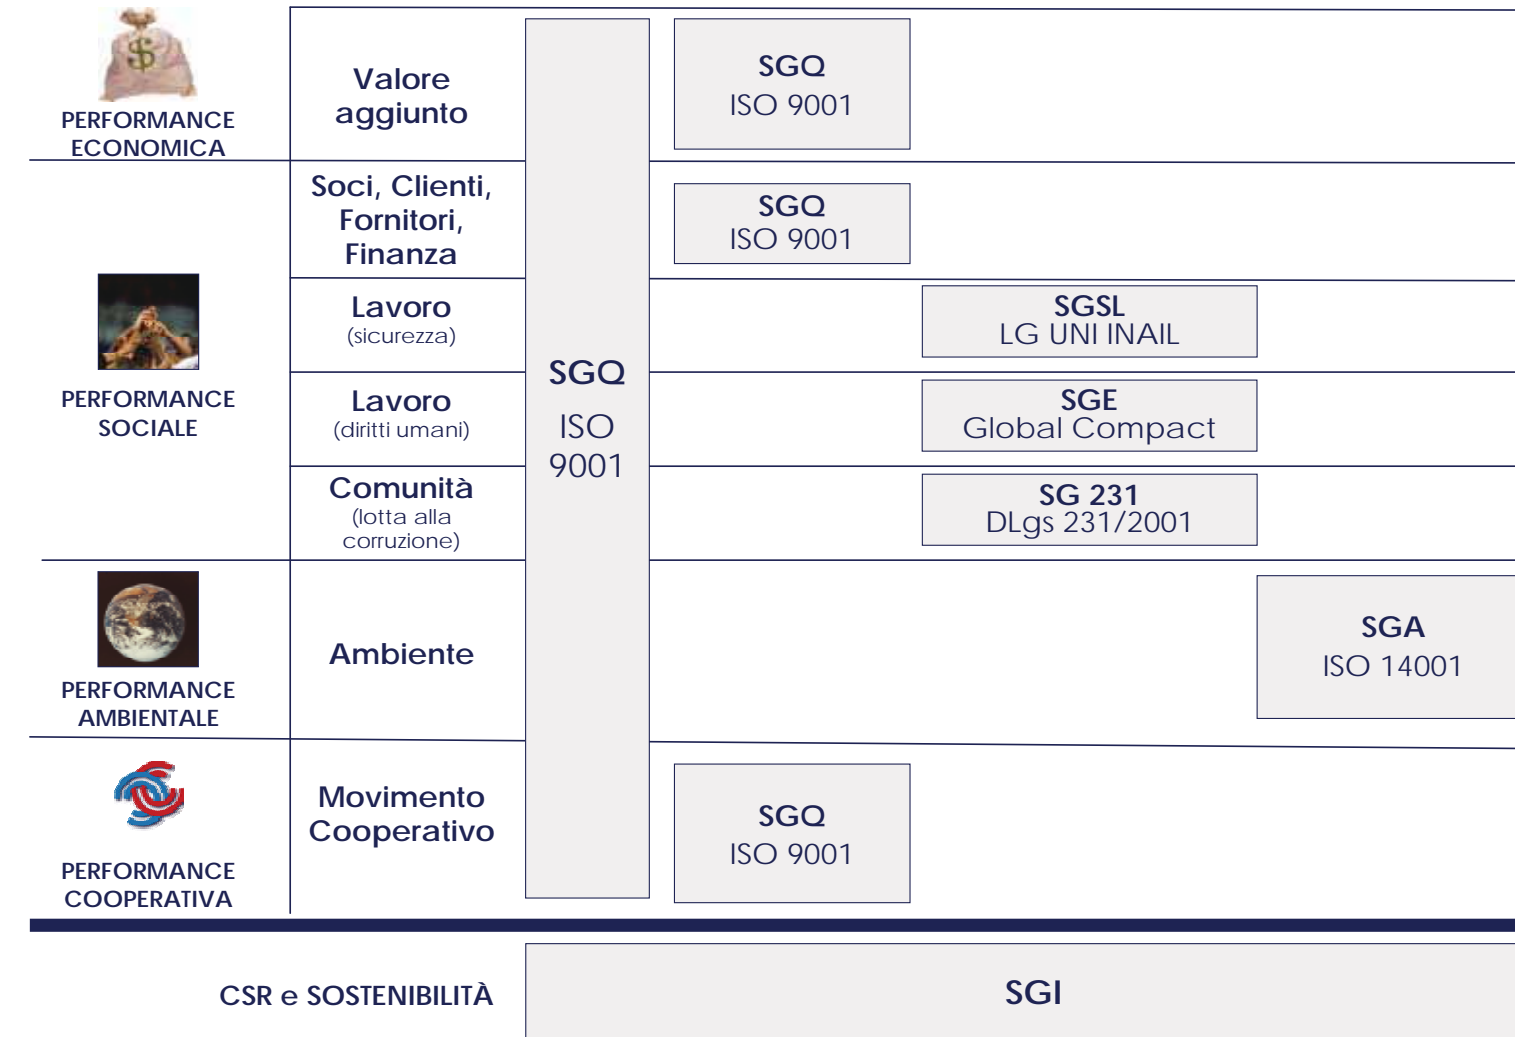 $
PERFORMANCE
ECONOMICA
Valore
aggiunto
SGQ
ISO 9001
Soci, Clienti,
Fornitori,
Finanza
SGQ
ISO 9001
PERFORMANCE
SOCIALE
Lavoro
(sicurezza)
SGSL
LG UNI INAIL
Lavoro
(diritti umani)
SGE
Global Compact
Comunità
(lotta alla
corruzione)
SG 231
DLgs 231/2001
SGQ
ISO
9001
PERFORMANCE
AMBIENTALE
Ambiente
SGA
ISO 14001
PERFORMANCE
COOPERATIVA
Movimento
Cooperativo
SGQ
ISO 9001
CSR e SOSTENIBILITÀ
SGI